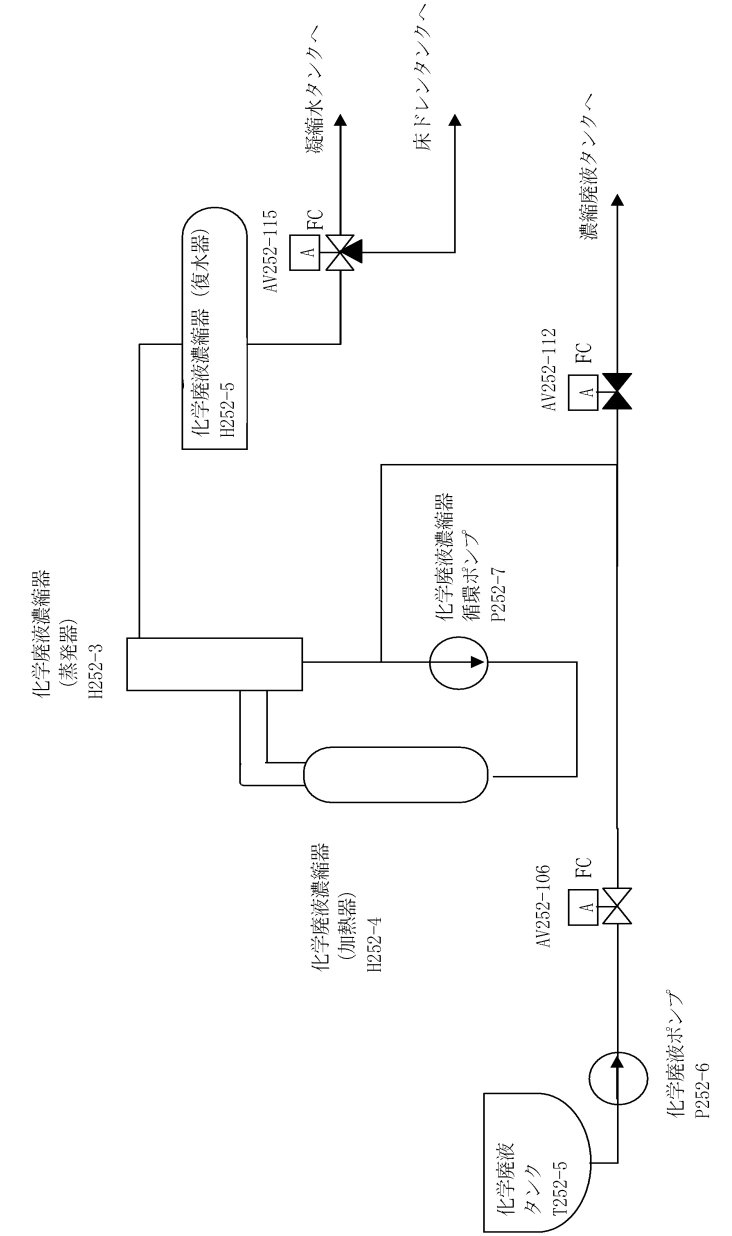 化学廃液濃縮器
(蒸発器)
H252-3
化学廃液濃縮器(復水器)
H252-5
AV252-115
A
FC
凝縮水タンクへ
床ドレンタンクへ
化学廃液濃縮器
(加熱器)
H252-4
化学廃液濃縮器
循環ポンプ
P252-7
AV252-112
A
FC
濃縮廃液タンクへ
化学廃液
タンク
T252-5
化学廃液ポンプ
P252-6
AV252-106
A
FC